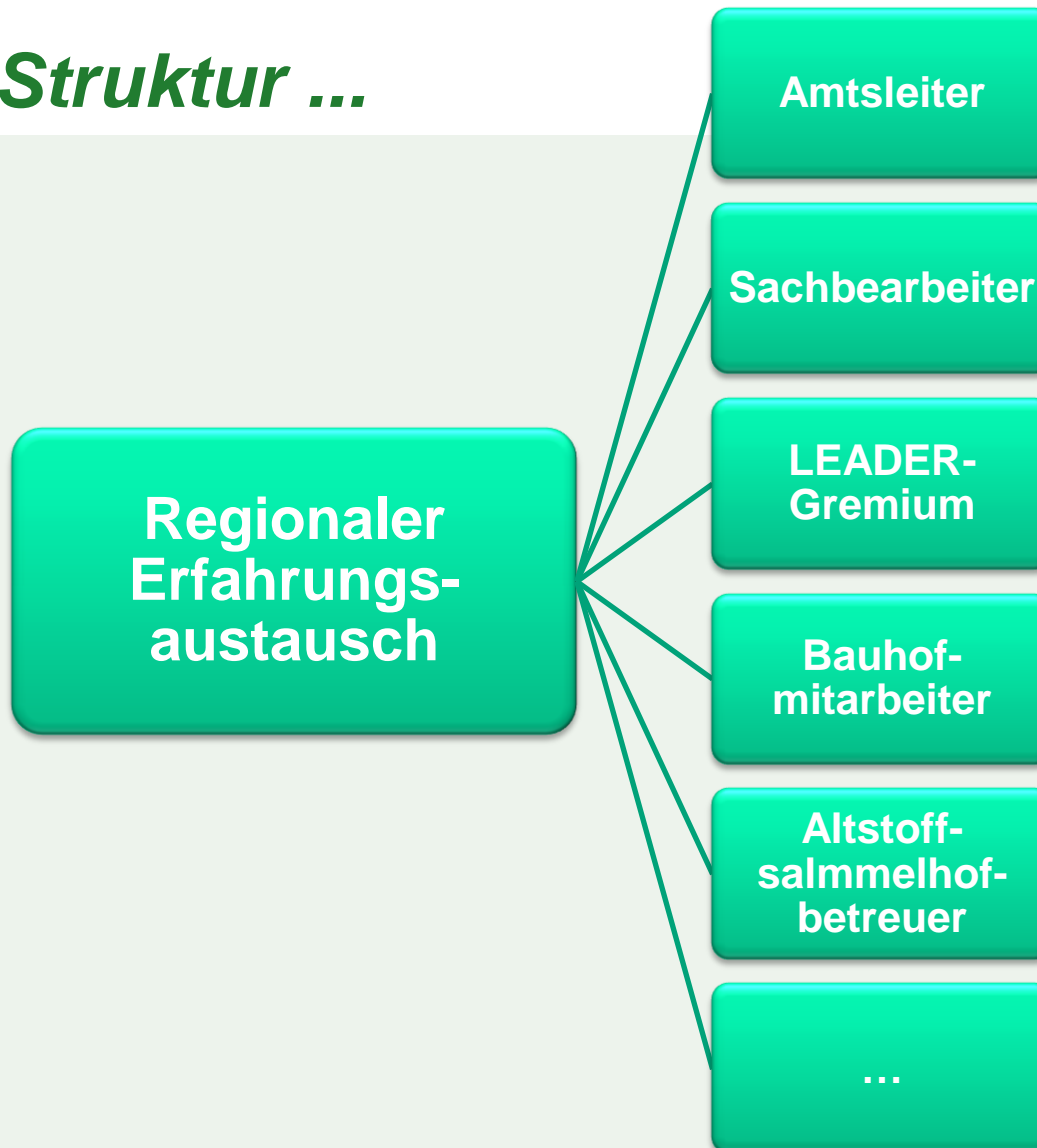 Struktur ...
Amtsleiter
Sachbearbeiter
LEADER-
Gremium
Regionaler
Erfahrungs-
austausch
Bauhof-
mitarbeiter
Altstoff-
salmmelhof-
betreuer
...